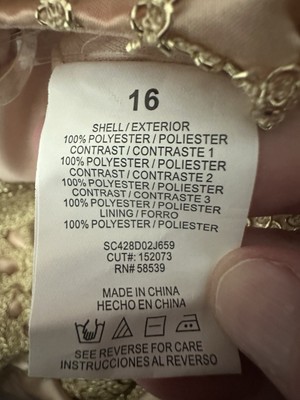 16
SHELL / EXTERIOR
100% POLYESTER / POLIESTER
CONTRAST / CONTRASTE 1
100% POLYESTER / POLIESTER
CONTRAST / CONTRASTE 2
100% POLYESTER / POLIESTER
CONTRAST / CONTRASTE 3
100% POLYESTER / POLIESTER
LINING / FORRO
100% POLYESTER / POLIESTER
SC428D02J659
CUT#: 152073
RN# 58539
MADE IN CHINA
HECHO EN CHINA
SEE REVERSE FOR CARE
INSTRUCCIONES AL REVERSO